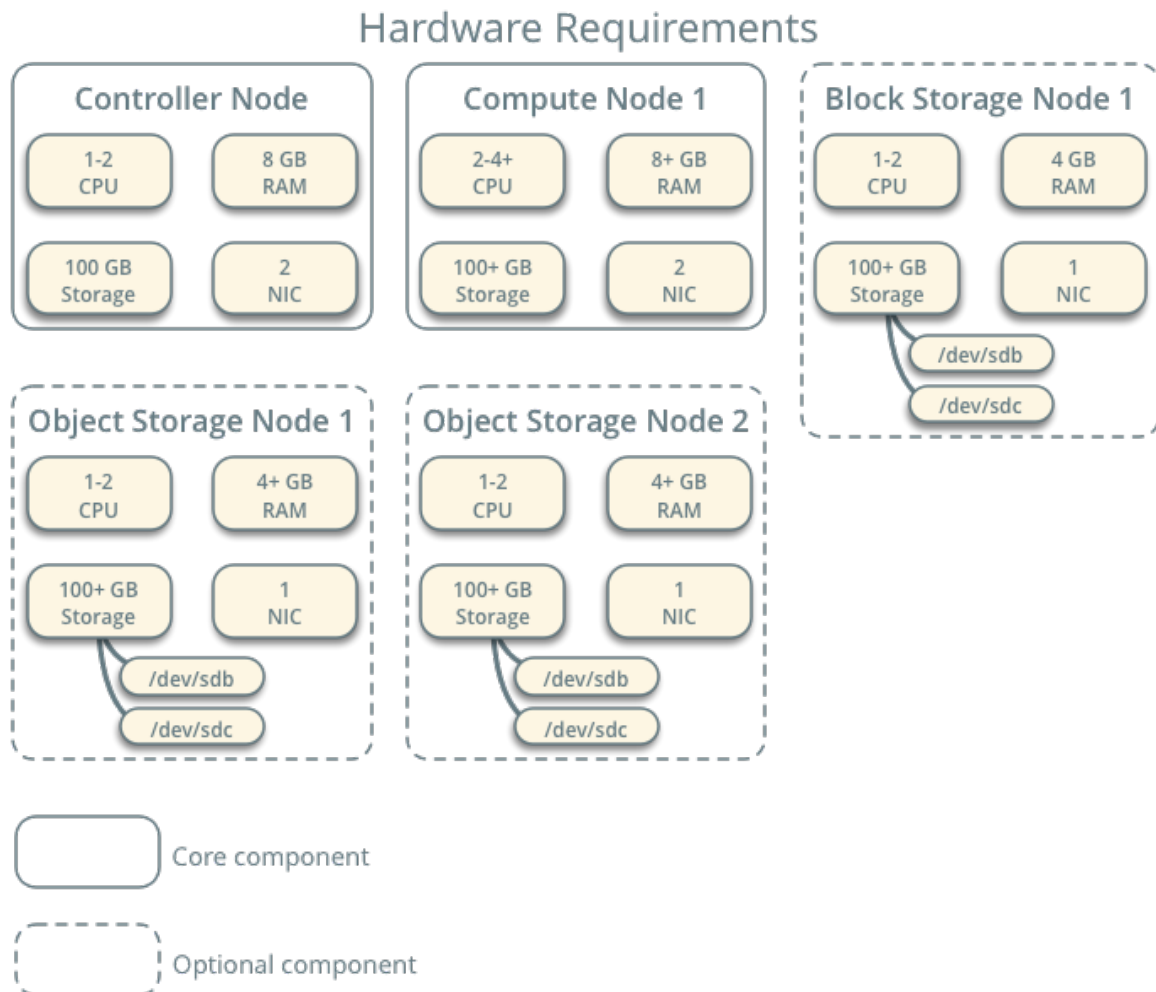 Hardware Requirements
Controller Node
1-2
CPU
8 GB
RAM
100 GB
Storage
2
NIC
Compute Node 1
2-4+
CPU
8+ GB
RAM
100+ GB
Storage
2
NIC
Block Storage Node 1
1-2
CPU
4 GB
RAM
100+ GB
Storage
1
NIC
/dev/sdb
/dev/sdc
Object Storage Node 1
1-2
CPU
4+ GB
RAM
100+ GB
Storage
1
NIC
/dev/sdb
/dev/sdc
Object Storage Node 2
1-2
CPU
4+ GB
RAM
100+ GB
Storage
1
NIC
/dev/sdb
/dev/sdc
Core component
Optional component